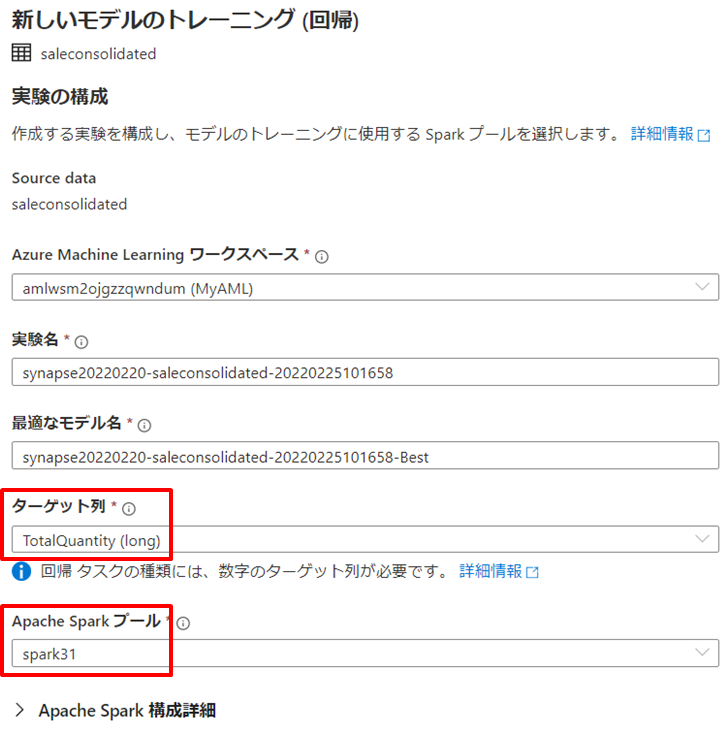 新しいモデルのトレーニング (回帰)
saleconsolidated
実験の構成
作成する実験を構成し、モデルのトレーニングに使用する Spark プールを選択します。 詳細情報
Source data
saleconsolidated
Azure Machine Learning ワークスペース *
amlwsm2ojgzzqwndum (MyAML)
実験名 *
synapse20220220-saleconsolidated-20220225101658
最適なモデル名 *
synapse20220220-saleconsolidated-20220225101658-Best
ターゲット列 *
TotalQuantity (long)
回帰 タスクの種類には、数字のターゲット列が必要です。 詳細情報
Apache Spark プール *
spark31
Apache Spark 構成詳細